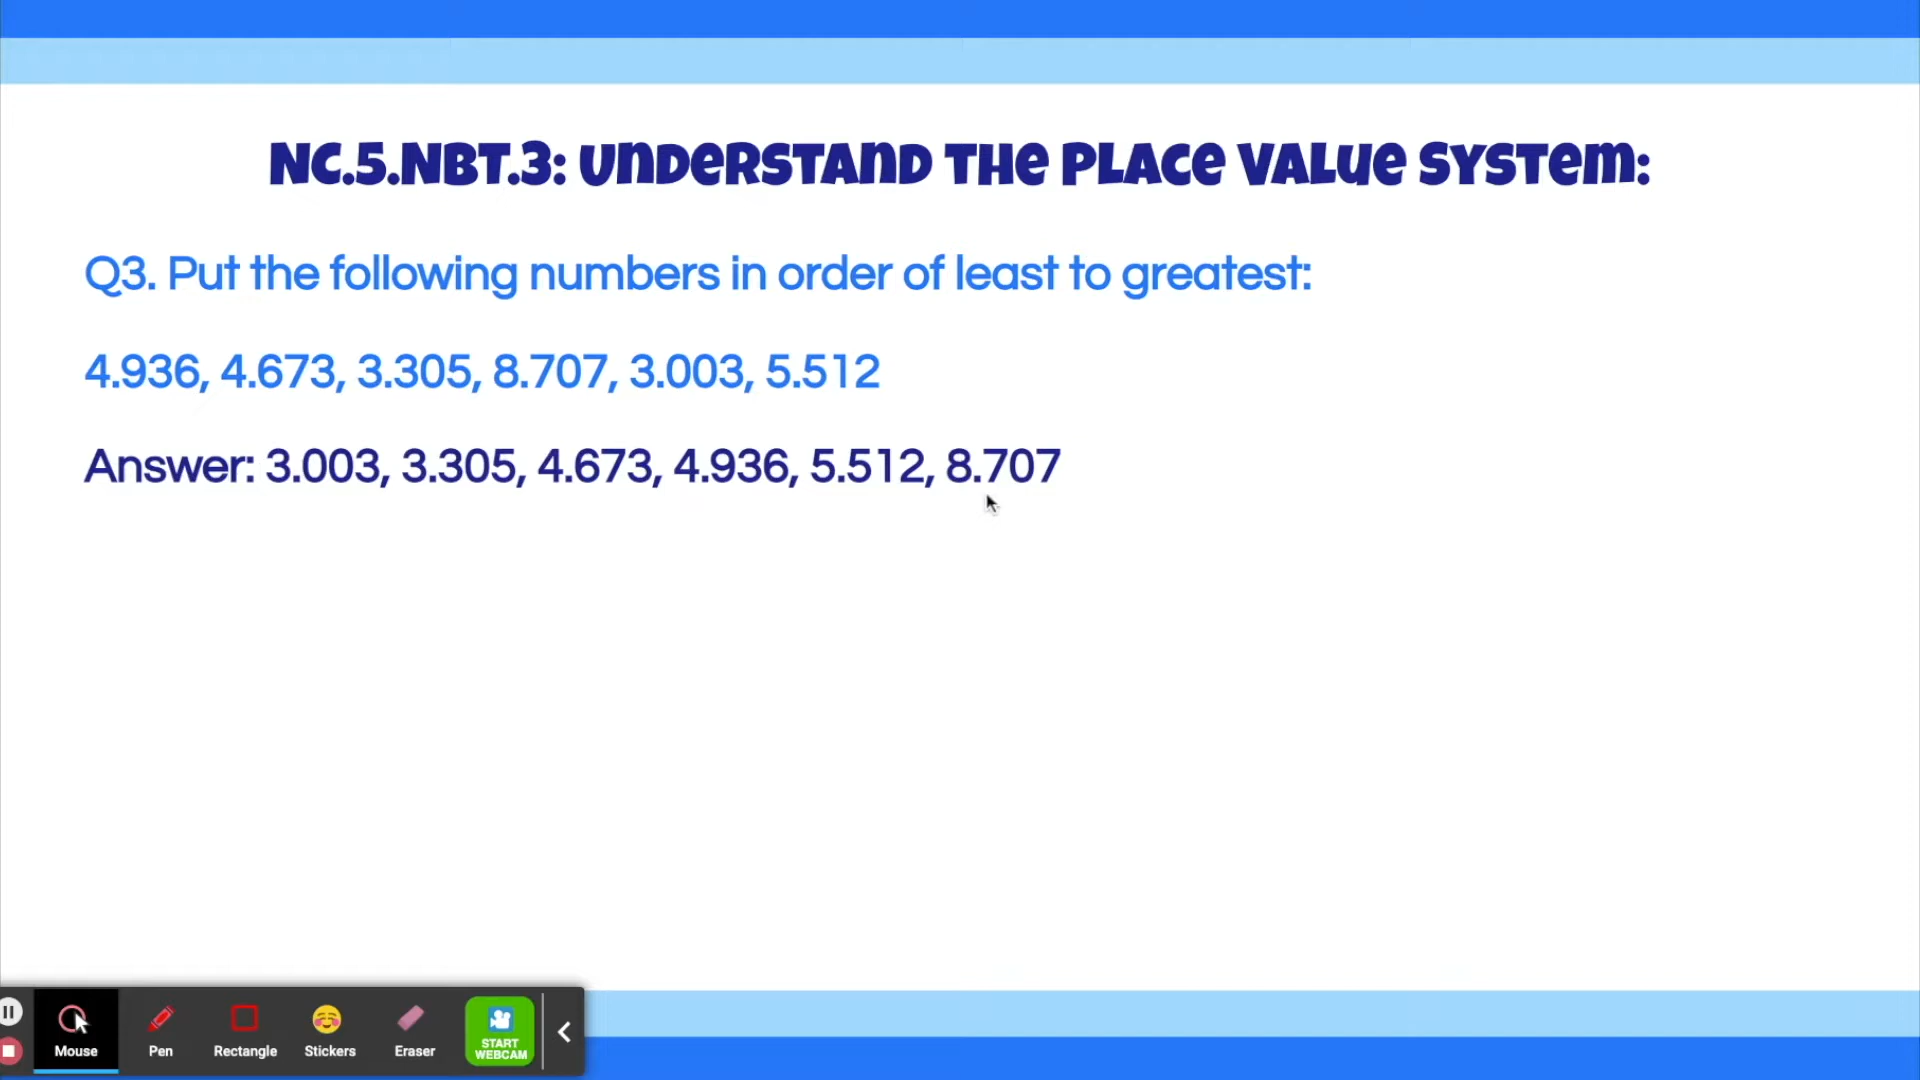 NC.5.NBT.3: Understand the Place Value System:
Q3. Put the following numbers in order of least to greatest:
4.936, 4.673, 3.305, 8.707, 3.003, 5.512
Answer: 3.003, 3.305, 4.673, 4.936, 5.512, 8.707
Mouse
Pen
Rectangle
Stickers
Eraser
START
WEBCAM